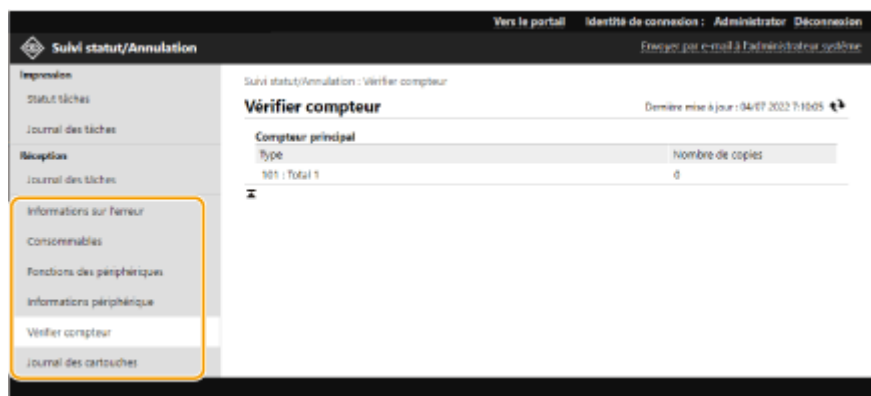 Vers le portail Identité de connexion : Administrator Déconnexion
Suivi statut/Annulation Envoyer par e-mail à l'administrateur système
Impression
Statut tâches
Journal des tâches
Réception
Journal des tâches
Informations sur l'erreur
Consommables
Fonctions des périphériques
Informations périphérique
Vérifier compteur
Journal des cartouches
Suivi statut/Annulation : Vérifier compteur
Vérifier compteur Dernière mise à jour : 04/07 2022 7:10:05
Compteur principal
Type Nombre de copies
101 : Total 1 0